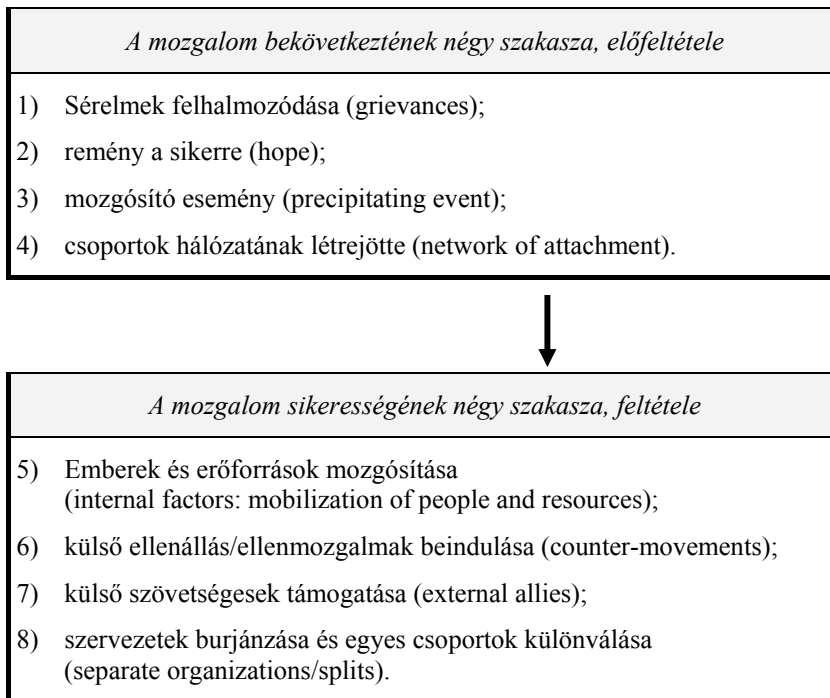 A mozgalom bekövetkeztének négy szakasza, előfeltétele
1) Sérelmek felhalmozódása (grievances);
2) remény a sikerre (hope);
3) mozgósító esemény (precipitating event);
4) csoportok hálózatának létrejötte (network of attachment).
A mozgalom sikerességének négy szakasza, feltétele
5) Emberek és erőforrások mozgósítása
(internal factors: mobilization of people and resources);
6) külső ellenállás/ellenmozgalmak beindulása (counter-movements);
7) külső szövetségesek támogatása (external allies);
8) szervezetek burjánzása és egyes csoportok különválása
(separate organizations/splits).